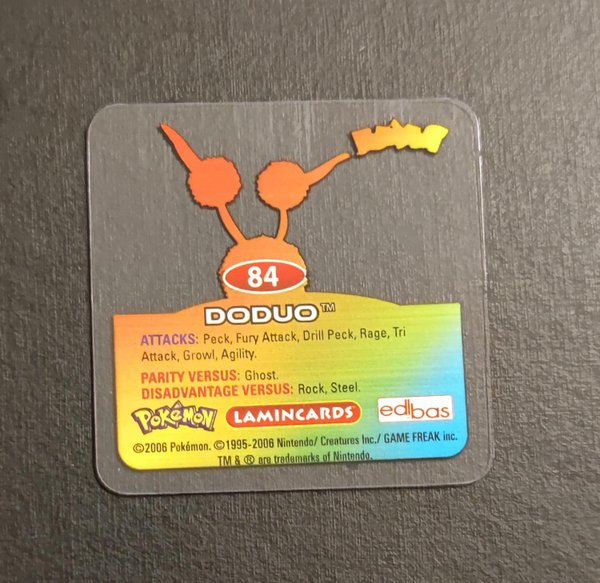 84
DODUO™
ATTACKS: Peck, Fury Attack, Drill Peck, Rage, Tri
Attack, Growl, Agility.
PARITY VERSUS: Ghost.
DISADVANTAGE VERSUS: Rock, Steel.
POKéMON LAMINCARDS edibas
©2006 Pokémon. ©1995-2006 Nintendo/ Creatures Inc./ GAME FREAK inc.
TM & ® are trademarks of Nintendo.